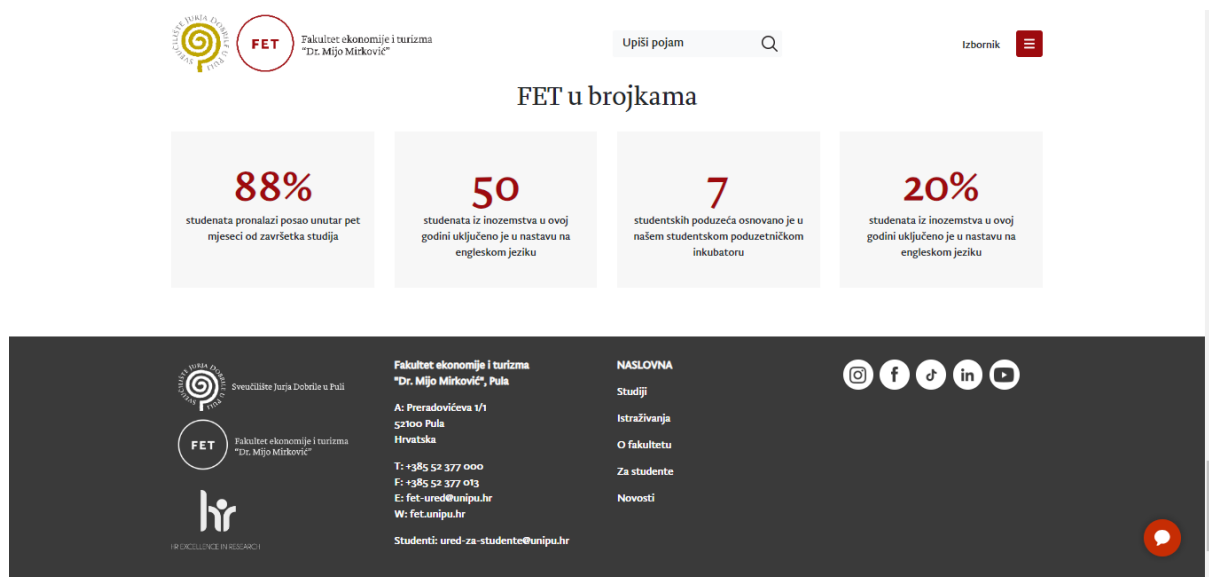 SVEUČILIŠTE JURJA DOBRILE U PULI
FET
Fakultet ekonomije i turizma
“Dr. Mijo Mirković”
Upiši pojam
Izbornik
FET u brojkama
88%
studenata pronalazi posao unutar pet
mjeseci od završetka studija
50
studenata iz inozemstva u ovoj
godini uključeno je u nastavu na
engleskom jeziku
7
studentskih poduzeća osnovano je u
našem studentskom poduzetničkom
inkubatoru
20%
studenata iz inozemstva u ovoj
godini uključeno je u nastavu na
engleskom jeziku
SVEUČILIŠTE JURJA DOBRILE U PULI
Sveučilište Jurja Dobrile u Puli
FET
Fakultet ekonomije i turizma
“Dr. Mijo Mirković”
hr
HR EXCELLENCE IN RESEARCH
Fakultet ekonomije i turizma
"Dr. Mijo Mirković", Pula
A: Preradovićeva 1/1
52100 Pula
Hrvatska
T: +385 52 377 000
F: +385 52 377 013
E: fet-ured@unipu.hr
W: fet.unipu.hr
Studenti: ured-za-studente@unipu.hr
NASLOVNA
Studiji
Istraživanja
O fakultetu
Za studente
Novosti